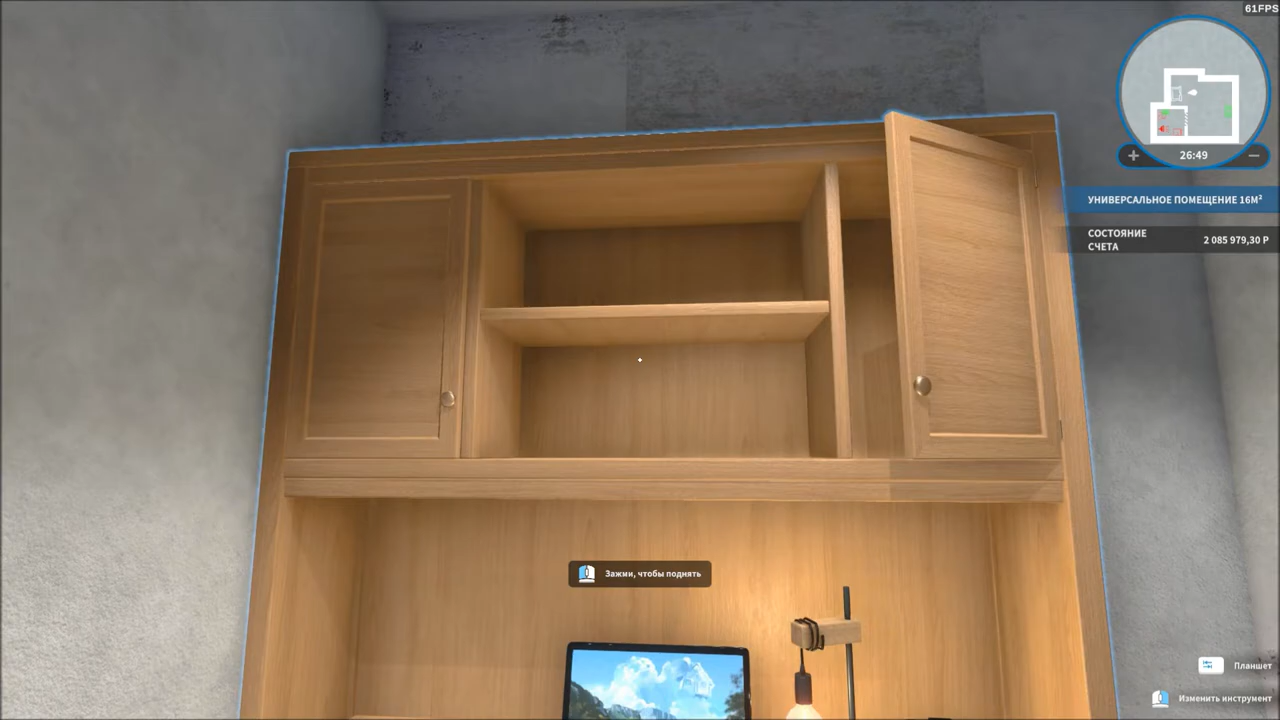 61FPS
26:49
УНИВЕРСАЛЬНОЕ ПОМЕЩЕНИЕ 16М²
СОСТОЯНИЕ
СЧЕТА
2 085 979,30 Р
Зажми, чтобы поднять
Планшет
Изменить инструмент